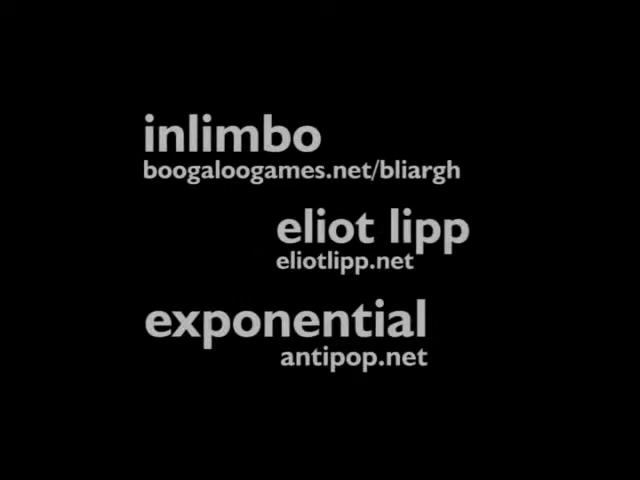 inlimbo
boogaloogames.net/bliargh
eliot lipp
eliotlipp.net
exponential
antipop.net